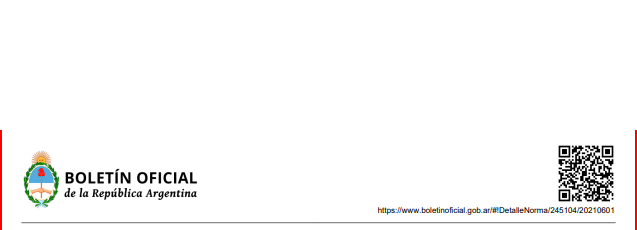 BOLETÍN OFICIAL
de la República Argentina
https://www.boletinoficial.gob.ar/#!DetalleNorma/245104/20210601